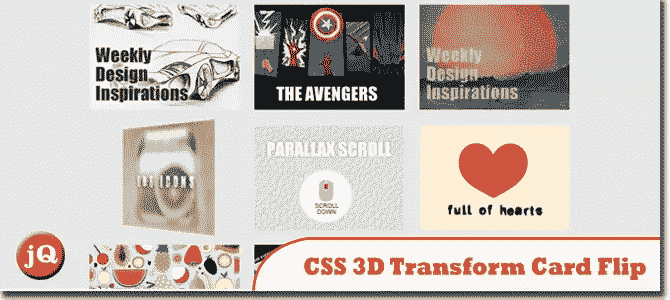 Weekly
Design
Inspirations
THE AVENGERS
Weekly
Design
Inspirations
ICONS
PARALLAX SCROLL
SCROLL
DOWN
full of hearts
jQ
CSS 3D Transform Card Flip